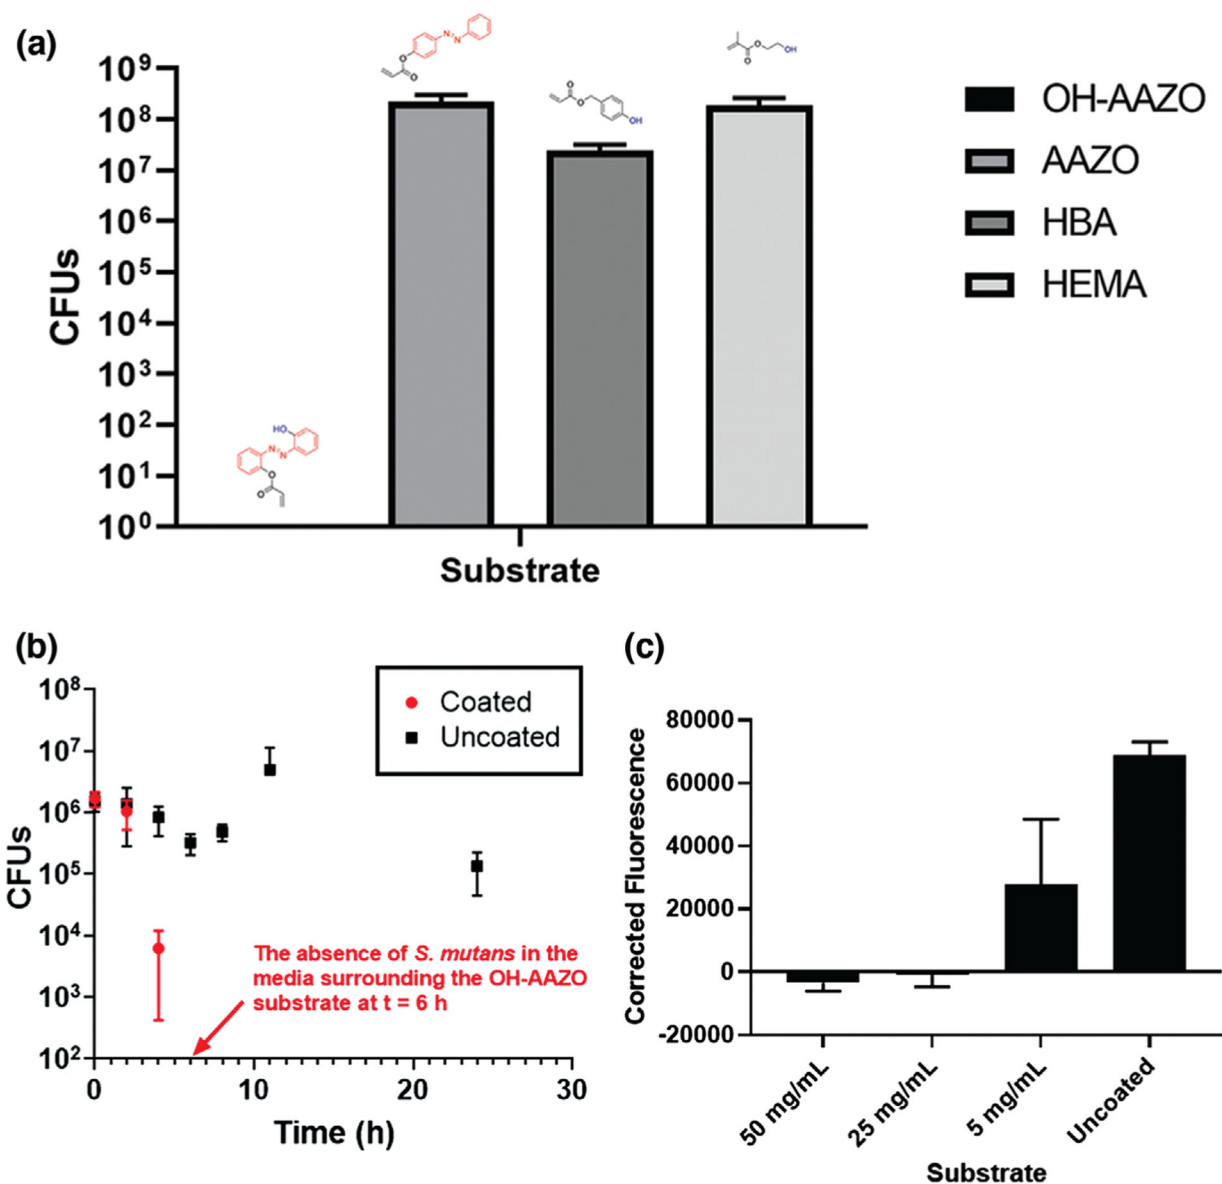 (a)
10⁹
10⁸
10⁷
10⁶
10⁵
10⁴
10³
10²
10¹
10⁰
CFUs
Substrate
O
O
N
N
O
O
OH
O
O
OH
HO
N
N
O
O
OH-AAZO
AAZO
HBA
HEMA
(b)
10⁸
10⁷
10⁶
10⁵
10⁴
10³
10²
CFUs
0
10
20
30
Time (h)
Coated
Uncoated
The absence of S. mutans in the
media surrounding the OH-AAZO
substrate at t = 6 h
(c)
80000
60000
40000
20000
0
-20000
Corrected Fluorescence
50 mg/mL
25 mg/mL
5 mg/mL
Uncoated
Substrate